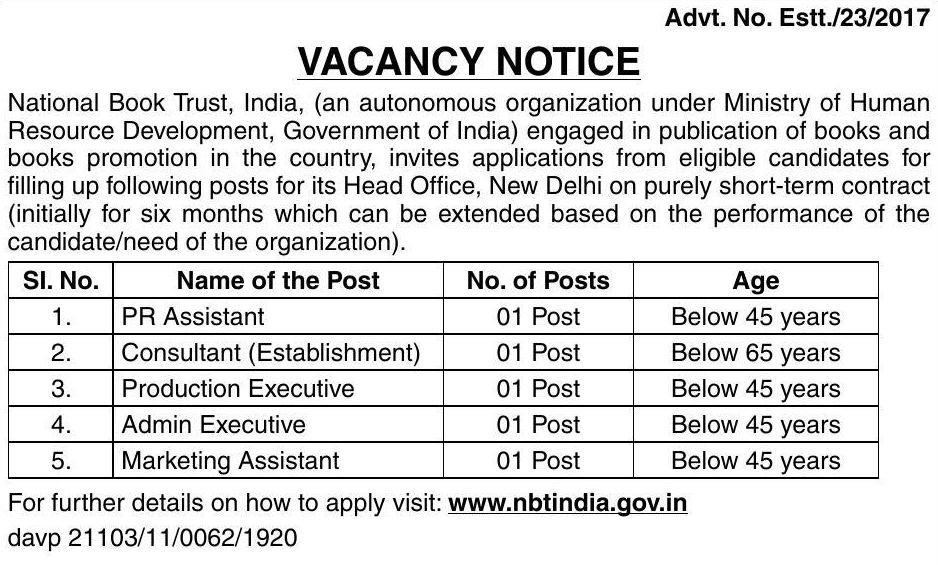 Advt. No. Estt./23/2017
VACANCY NOTICE
National Book Trust, India, (an autonomous organization under Ministry of Human
Resource Development, Government of India) engaged in publication of books and
books promotion in the country, invites applications from eligible candidates for
filling up following posts for its Head Office, New Delhi on purely short-term contract
(initially for six months which can be extended based on the performance of the
candidate/need of the organization).
Sl. No. Name of the Post No. of Posts Age
1. PR Assistant 01 Post Below 45 years
2. Consultant (Establishment) 01 Post Below 65 years
3. Production Executive 01 Post Below 45 years
4. Admin Executive 01 Post Below 45 years
5. Marketing Assistant 01 Post Below 45 years
For further details on how to apply visit: www.nbtindia.gov.in
davp 21103/11/0062/1920